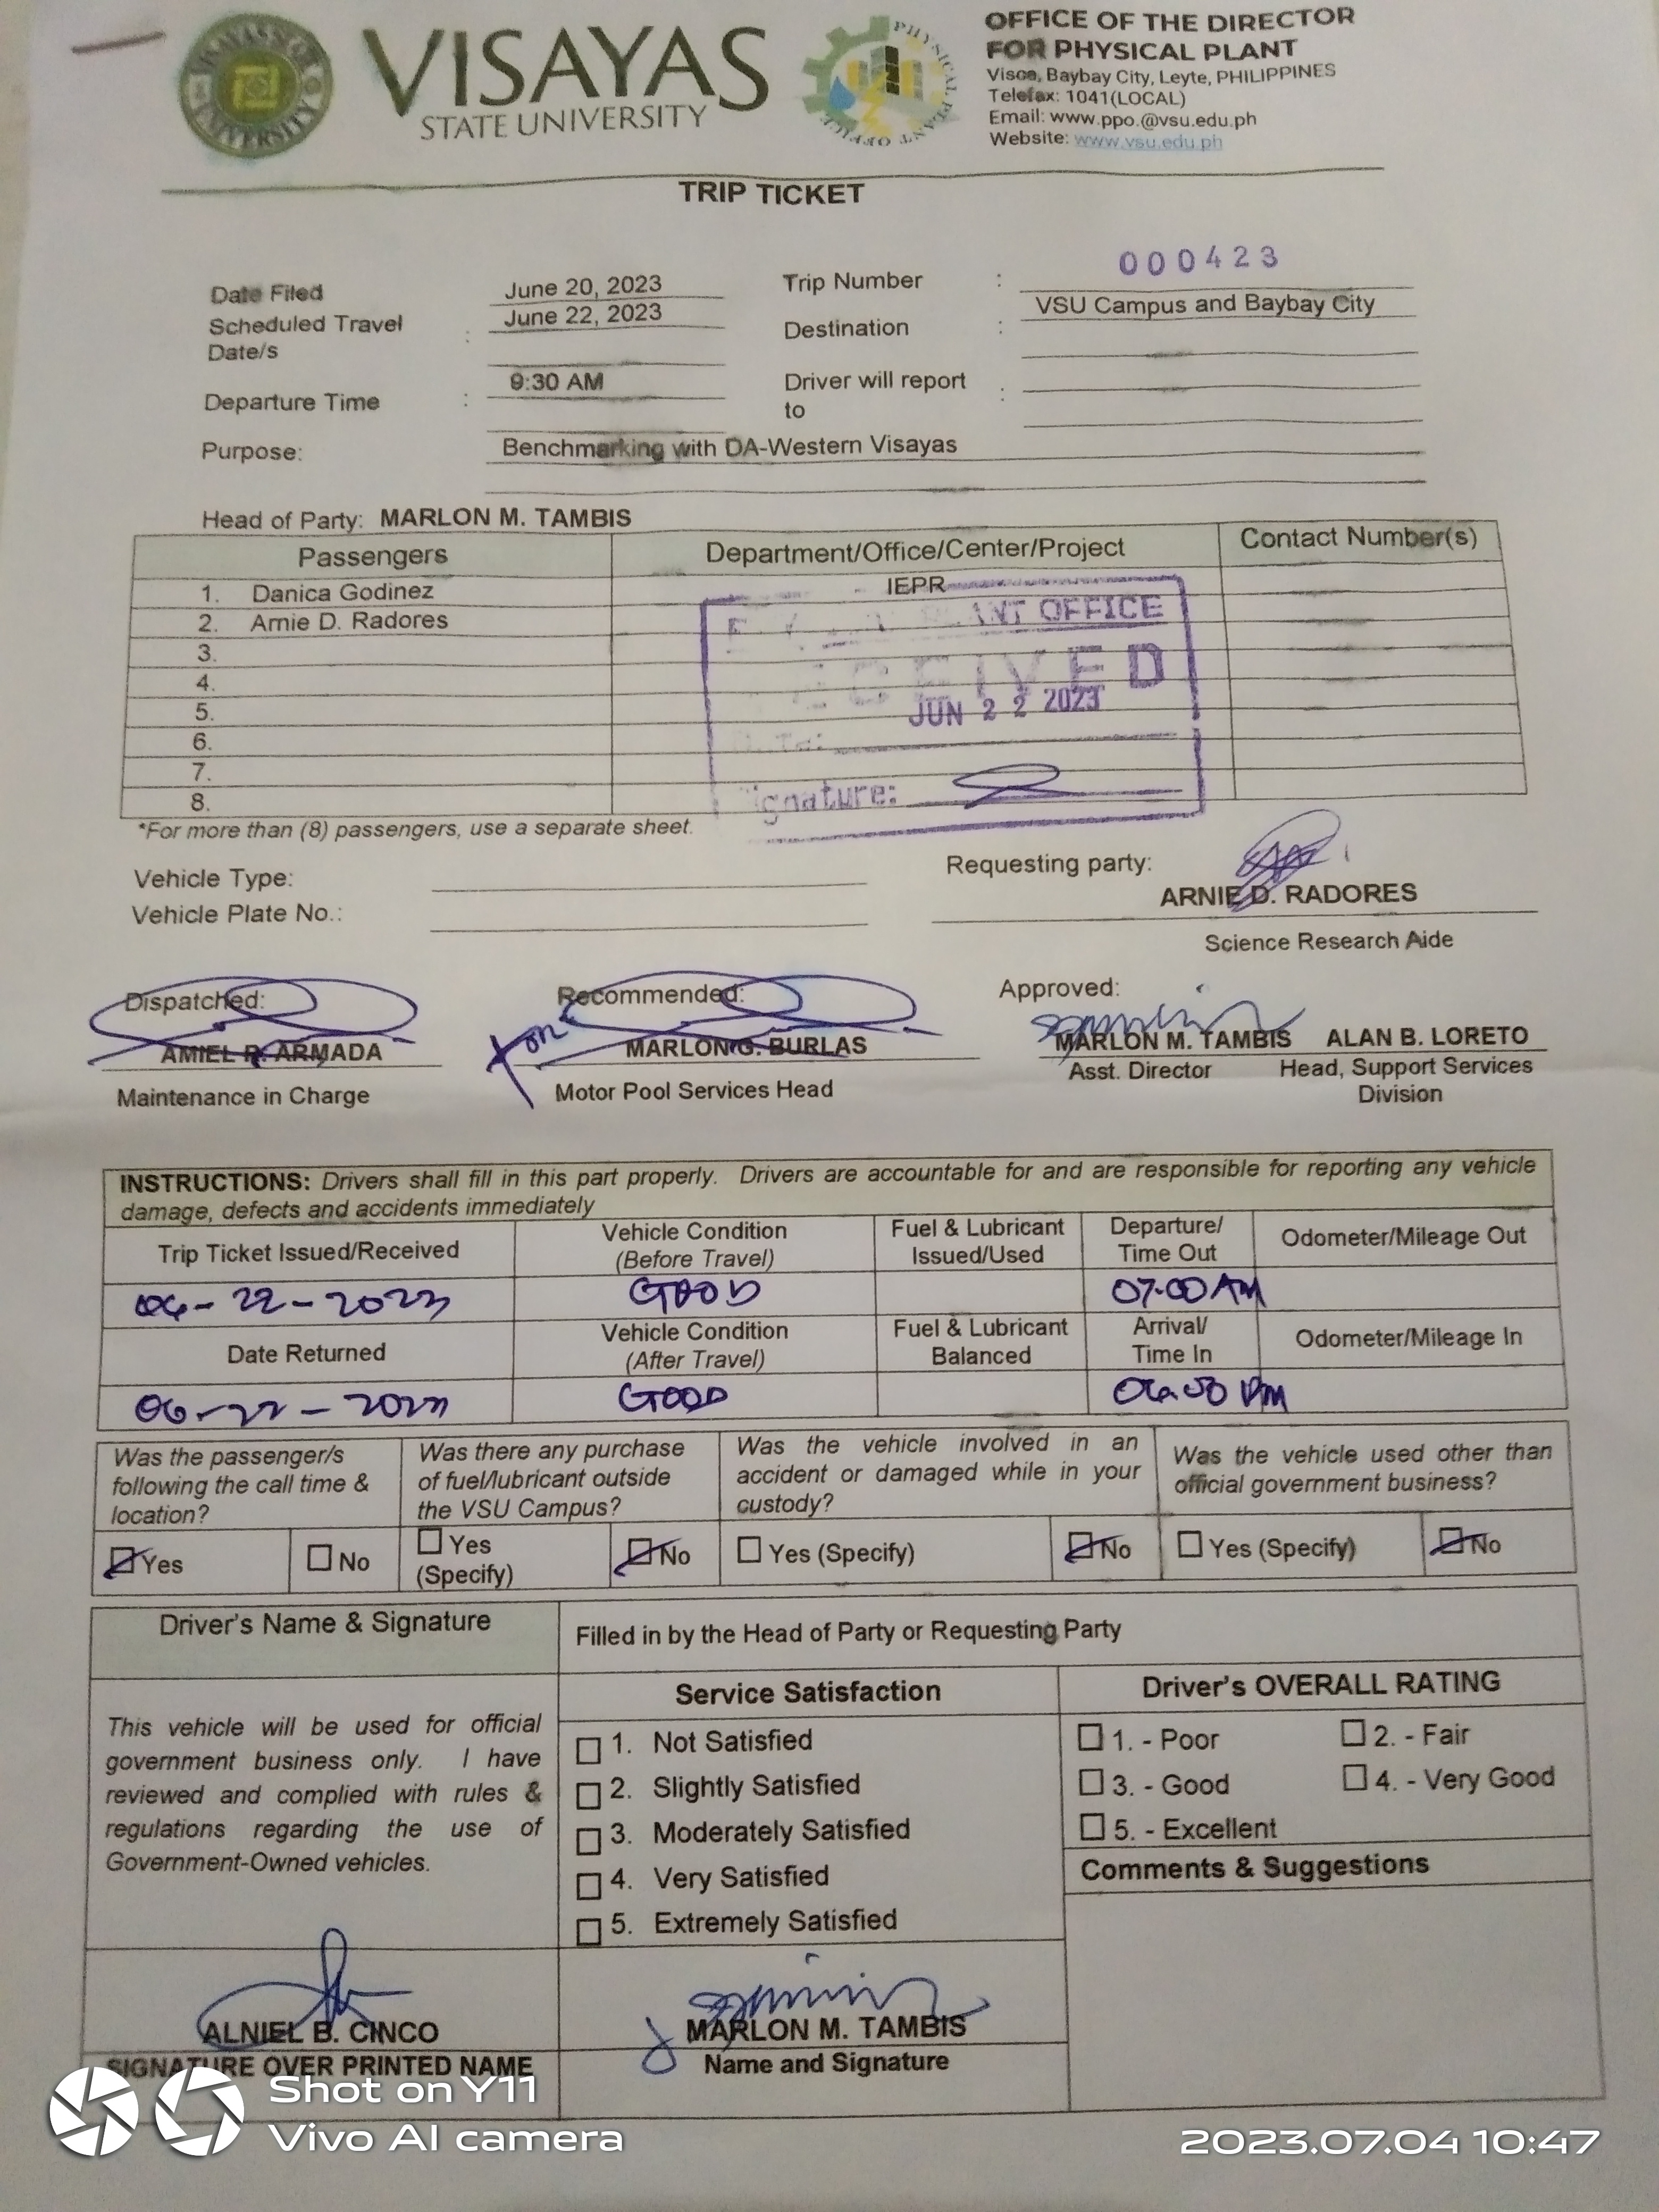 VISAYAS
STATE UNIVERSITY
OFFICE OF THE DIRECTOR
FOR PHYSICAL PLANT
Visca, Baybay City, Leyte, PHILIPPINES
Telefax: 1041(LOCAL)
Email: www.ppo.@vsu.edu.ph
Website: www.vsu.edu.ph
TRIP TICKET
Date Filed June 20, 2023 Trip Number : 000423
Scheduled Travel Date/s : June 22, 2023 Destination : VSU Campus and Baybay City
Departure Time : 9:30 AM Driver will report to :
Purpose: Benchmarking with DA-Western Visayas
Head of Party: MARLON M. TAMBIS
Passengers Department/Office/Center/Project Contact Number(s)
1. Danica Godinez IEPR
2. Arnie D. Radores
3.
4.
5.
6.
7.
8.
PLANT OFFICE
RECEIVED
JUN 22 2023
Date:
Signature:
*For more than (8) passengers, use a separate sheet.
Vehicle Type:
Vehicle Plate No.:
Requesting party:
ARNIE D. RADORES
Science Research Aide
Dispatched: Recommended: Approved:
for
AMIEL R. ARMADA MARLON G. BURLAS MARLON M. TAMBIS ALAN B. LORETO
Maintenance in Charge Motor Pool Services Head Asst. Director Head, Support Services
Division
INSTRUCTIONS: Drivers shall fill in this part properly. Drivers are accountable for and are responsible for reporting any vehicle
damage, defects and accidents immediately
Trip Ticket Issued/Received Vehicle Condition (Before Travel) Fuel & Lubricant Issued/Used Departure/ Time Out Odometer/Mileage Out
06-22-2023 GOOD 07:00 AM
Date Returned Vehicle Condition (After Travel) Fuel & Lubricant Balanced Arrival/ Time In Odometer/Mileage In
06-22-2023 GOOD 06:00 PM
Was the passenger/s following the call time & location? Was there any purchase of fuel/lubricant outside the VSU Campus? Was the vehicle involved in an accident or damaged while in your custody? Was the vehicle used other than official government business?
Yes No Yes (Specify) No Yes (Specify) No Yes (Specify) No
Driver's Name & Signature
Filled in by the Head of Party or Requesting Party
This vehicle will be used for official
government business only. I have
reviewed and complied with rules &
regulations regarding the use of
Government-Owned vehicles.
Service Satisfaction
1. Not Satisfied
2. Slightly Satisfied
3. Moderately Satisfied
4. Very Satisfied
5. Extremely Satisfied
Driver's OVERALL RATING
1. - Poor 2. - Fair
3. - Good 4. - Very Good
5. - Excellent
Comments & Suggestions
ALNIEL B. CINCO
SIGNATURE OVER PRINTED NAME
MARLON M. TAMBIS
Name and Signature
Shot on Y11
Vivo AI camera
2023.07.04 10:47